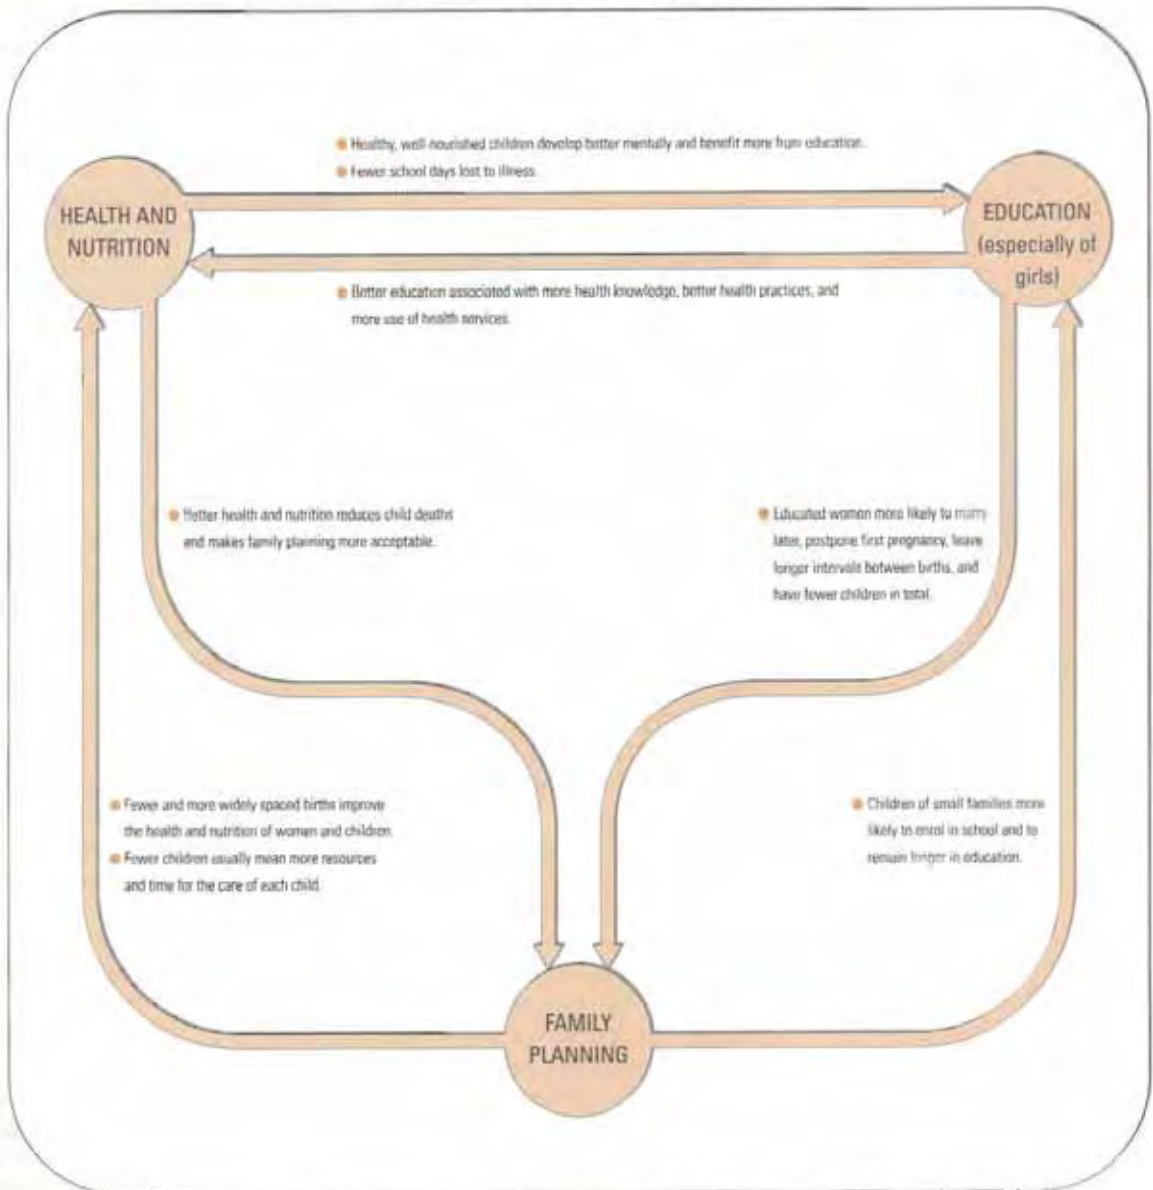 ● Healthy, well-nourished children develop better mentally and benefit more from education.
● Fewer school days lost to illness.
HEALTH AND
NUTRITION
EDUCATION
(especially of
girls)
● Better education associated with more health knowledge, better health practices, and
more use of health services.
● Better health and nutrition reduces child deaths
and makes family planning more acceptable.
● Educated women more likely to marry
later, postpone first pregnancy, leave
longer intervals between births, and
have fewer children in total.
● Fewer and more widely spaced births improve
the health and nutrition of women and children.
● Fewer children usually mean more resources
and time for the care of each child.
● Children of small families more
likely to enrol in school and to
remain longer in education.
FAMILY
PLANNING